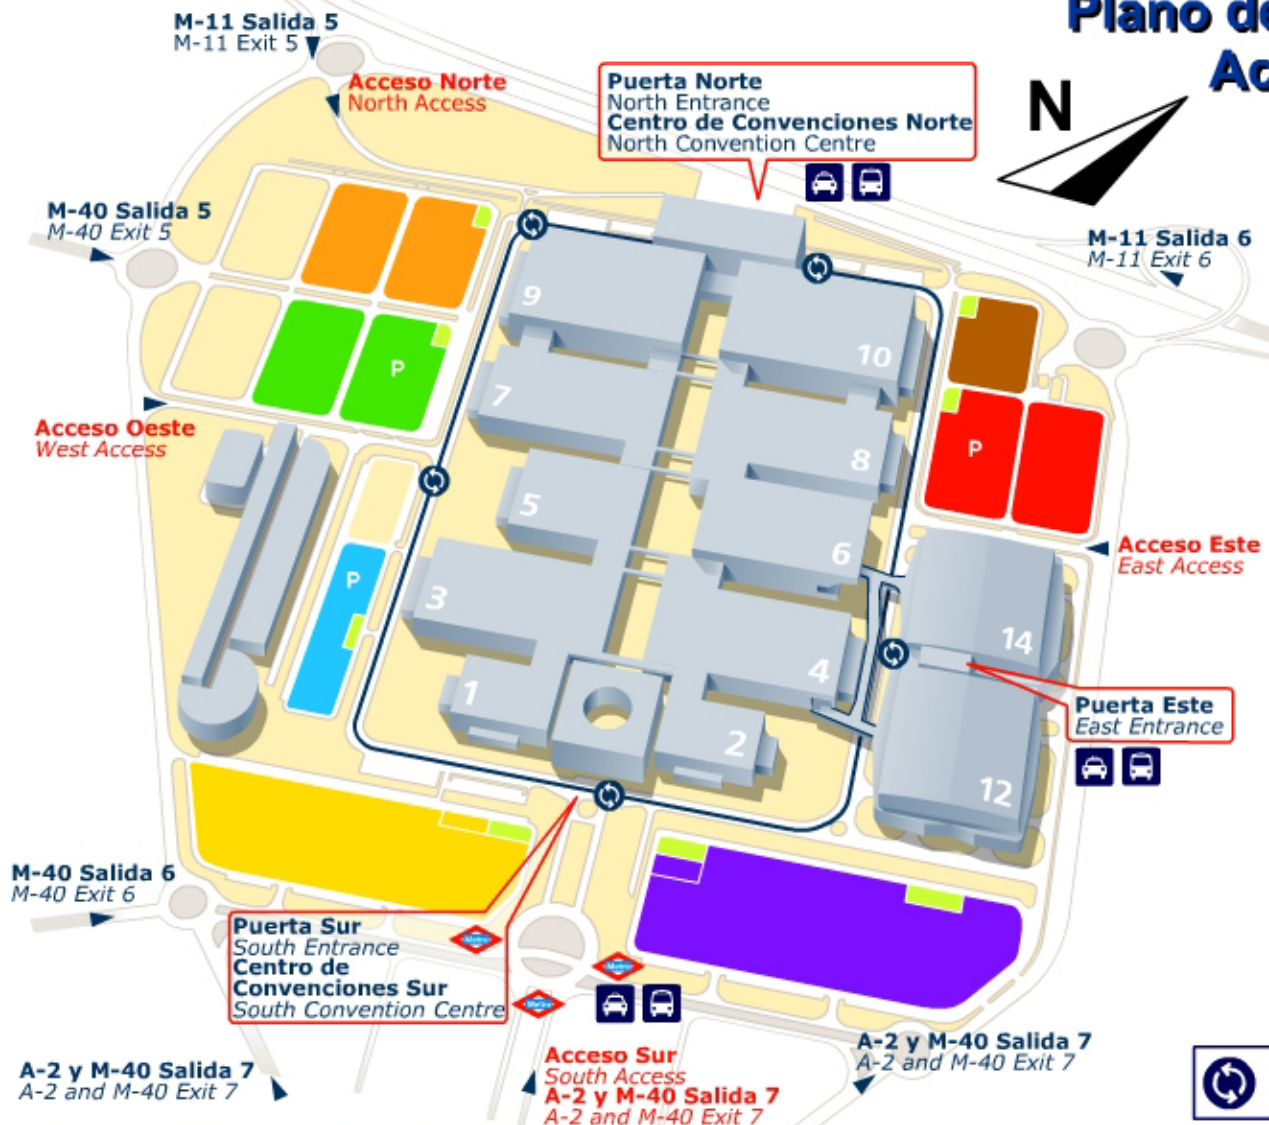 M-11 Salida 5
M-11 Exit 5
Plano de
Ac
Acceso Norte
North Access
Puerta Norte
North Entrance
Centro de Convenciones Norte
North Convention Centre
N
M-40 Salida 5
M-40 Exit 5
M-11 Salida 6
M-11 Exit 6
9
10
P
7
Acceso Oeste
West Access
8
P
5
6
Acceso Este
East Access
P
3
14
4
1
2
Puerta Este
East Entrance
12
M-40 Salida 6
M-40 Exit 6
Puerta Sur
South Entrance
Centro de
Convenciones Sur
South Convention Centre
Metro
Metro
Metro
A-2 y M-40 Salida 7
A-2 and M-40 Exit 7
Acceso Sur
South Access
A-2 y M-40 Salida 7
A-2 and M-40 Exit 7
A-2 y M-40 Salida 7
A-2 and M-40 Exit 7